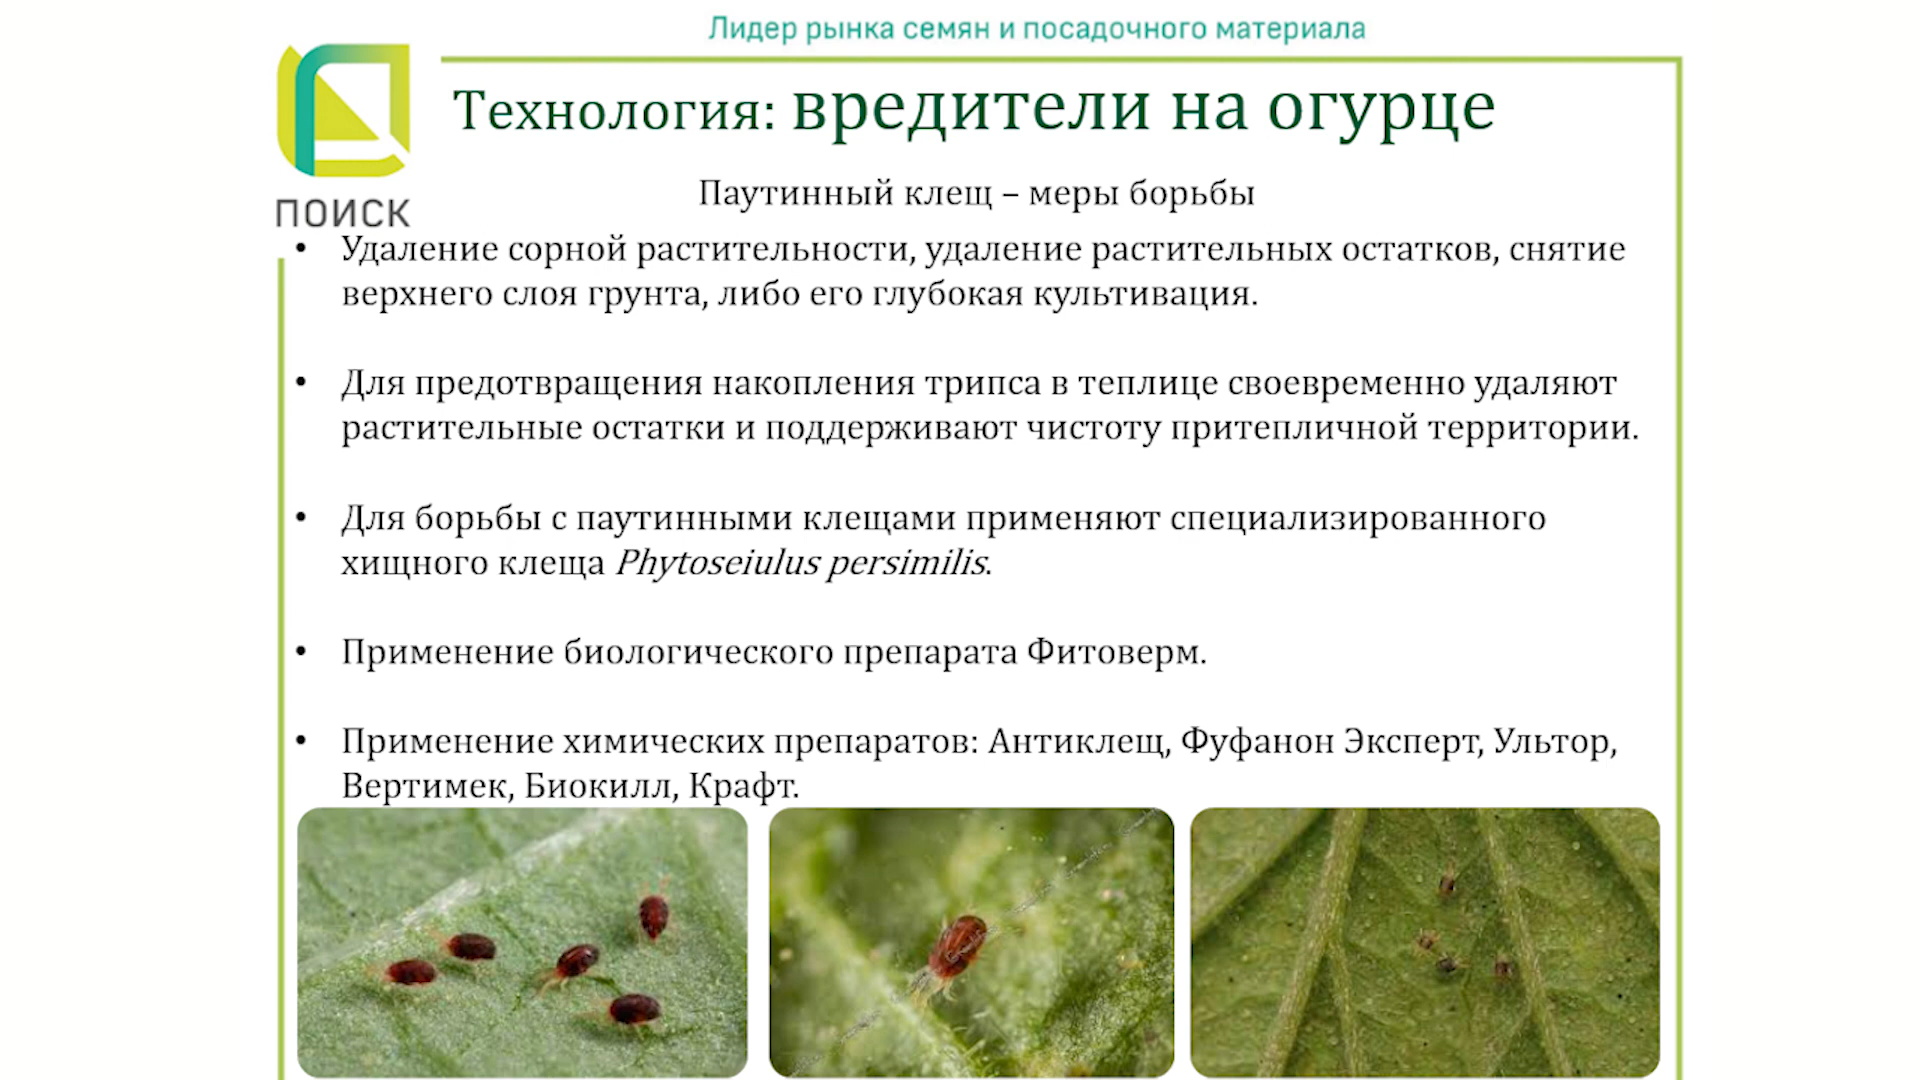 Лидер рынка семян и посадочного материала
Технология: вредители на огурце
ПОИСК
Паутинный клещ – меры борьбы
• Удаление сорной растительности, удаление растительных остатков, снятие
верхнего слоя грунта, либо его глубокая культивация.
• Для предотвращения накопления трипса в теплице своевременно удаляют
растительные остатки и поддерживают чистоту притепличной территории.
• Для борьбы с паутинными клещами применяют специализированного
хищного клеща Phytoseiulus persimilis.
• Применение биологического препарата Фитоверм.
• Применение химических препаратов: Антиклещ, Фуфанон Эксперт, Ультор,
Вертимек, Биокилл, Крафт.